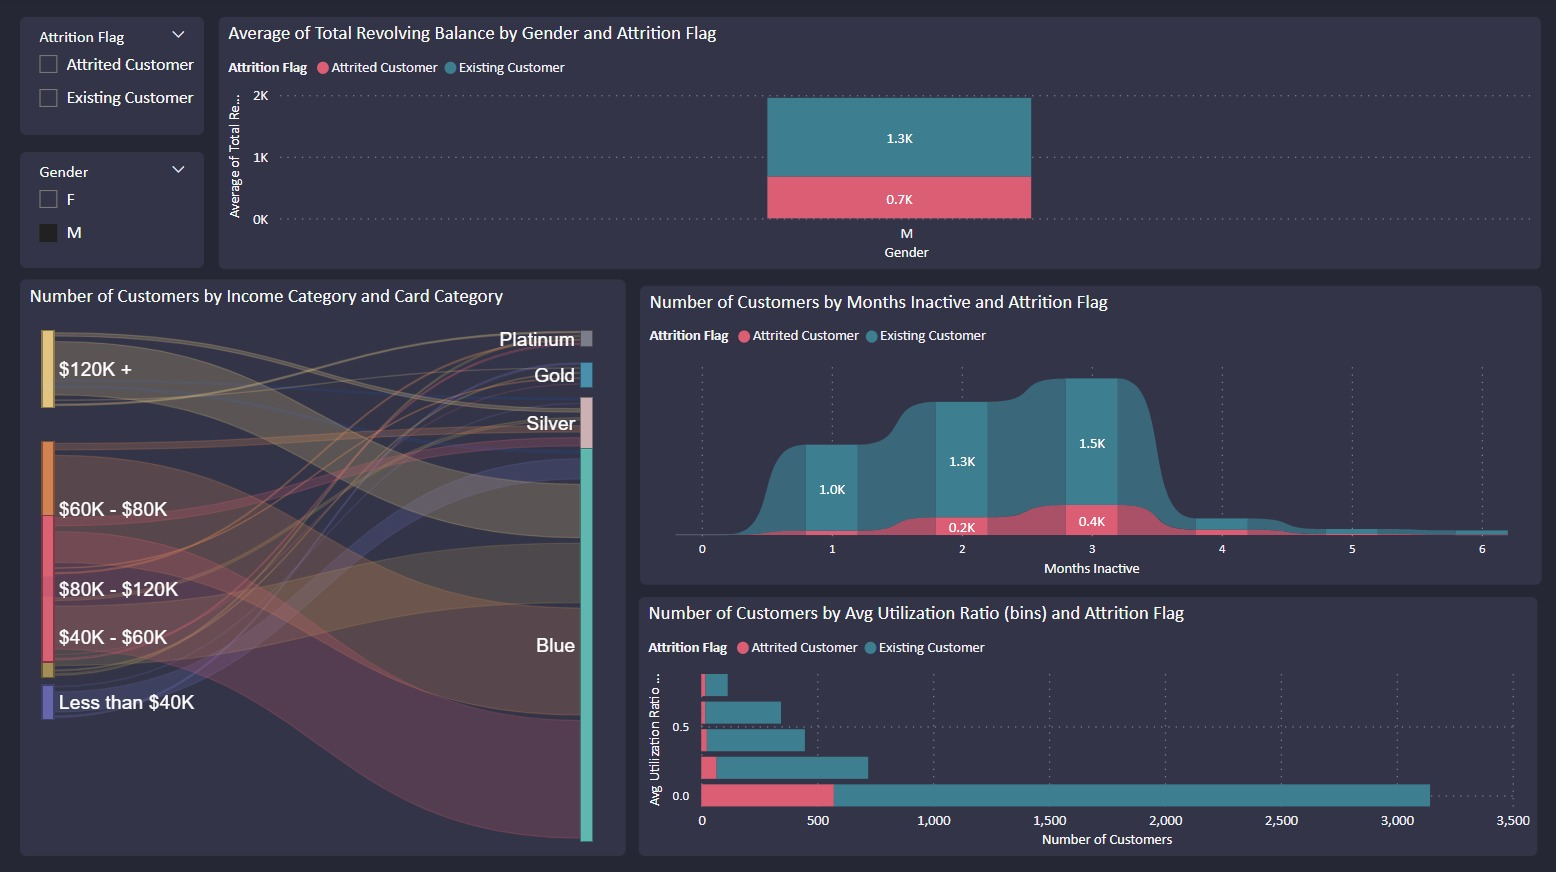 Attrition Flag
Attrited Customer
Existing Customer
Gender
F
M
Average of Total Revolving Balance by Gender and Attrition Flag
Attrition Flag Attrited Customer Existing Customer
Average of Total Re...
2K
1K
0K
1.3K
0.7K
M
Gender
Number of Customers by Income Category and Card Category
$120K +
$60K - $80K
$80K - $120K
$40K - $60K
Less than $40K
Platinum
Gold
Silver
Blue
Number of Customers by Months Inactive and Attrition Flag
Attrition Flag Attrited Customer Existing Customer
1.0K
1.3K
0.2K
1.5K
0.4K
0 1 2 3 4 5 6
Months Inactive
Number of Customers by Avg Utilization Ratio (bins) and Attrition Flag
Attrition Flag Attrited Customer Existing Customer
Avg Utilization Ratio ...
0.5
0.0
0 500 1,000 1,500 2,000 2,500 3,000 3,500
Number of Customers